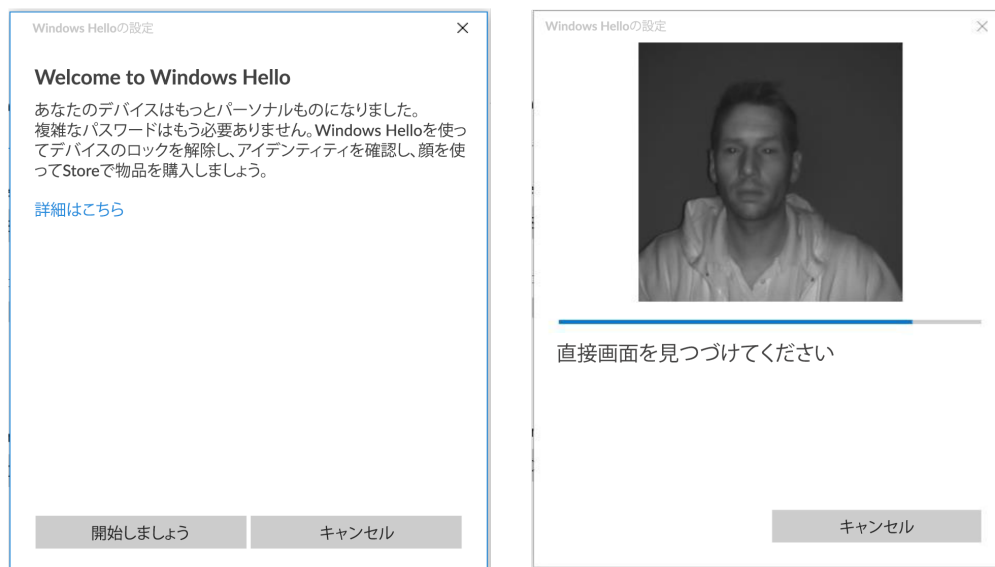 Windows Helloの設定
Welcome to Windows Hello
あなたのデバイスはもっとパーソナルものになりました。
複雑なパスワードはもう必要ありません。Windows Helloを使っ
てデバイスのロックを解除し、アイデンティティを確認し、顔を使
ってStoreで物品を購入しましょう。
詳細はこちら
開始しましょう
キャンセル
Windows Helloの設定
直接画面を見つづけてください
キャンセル